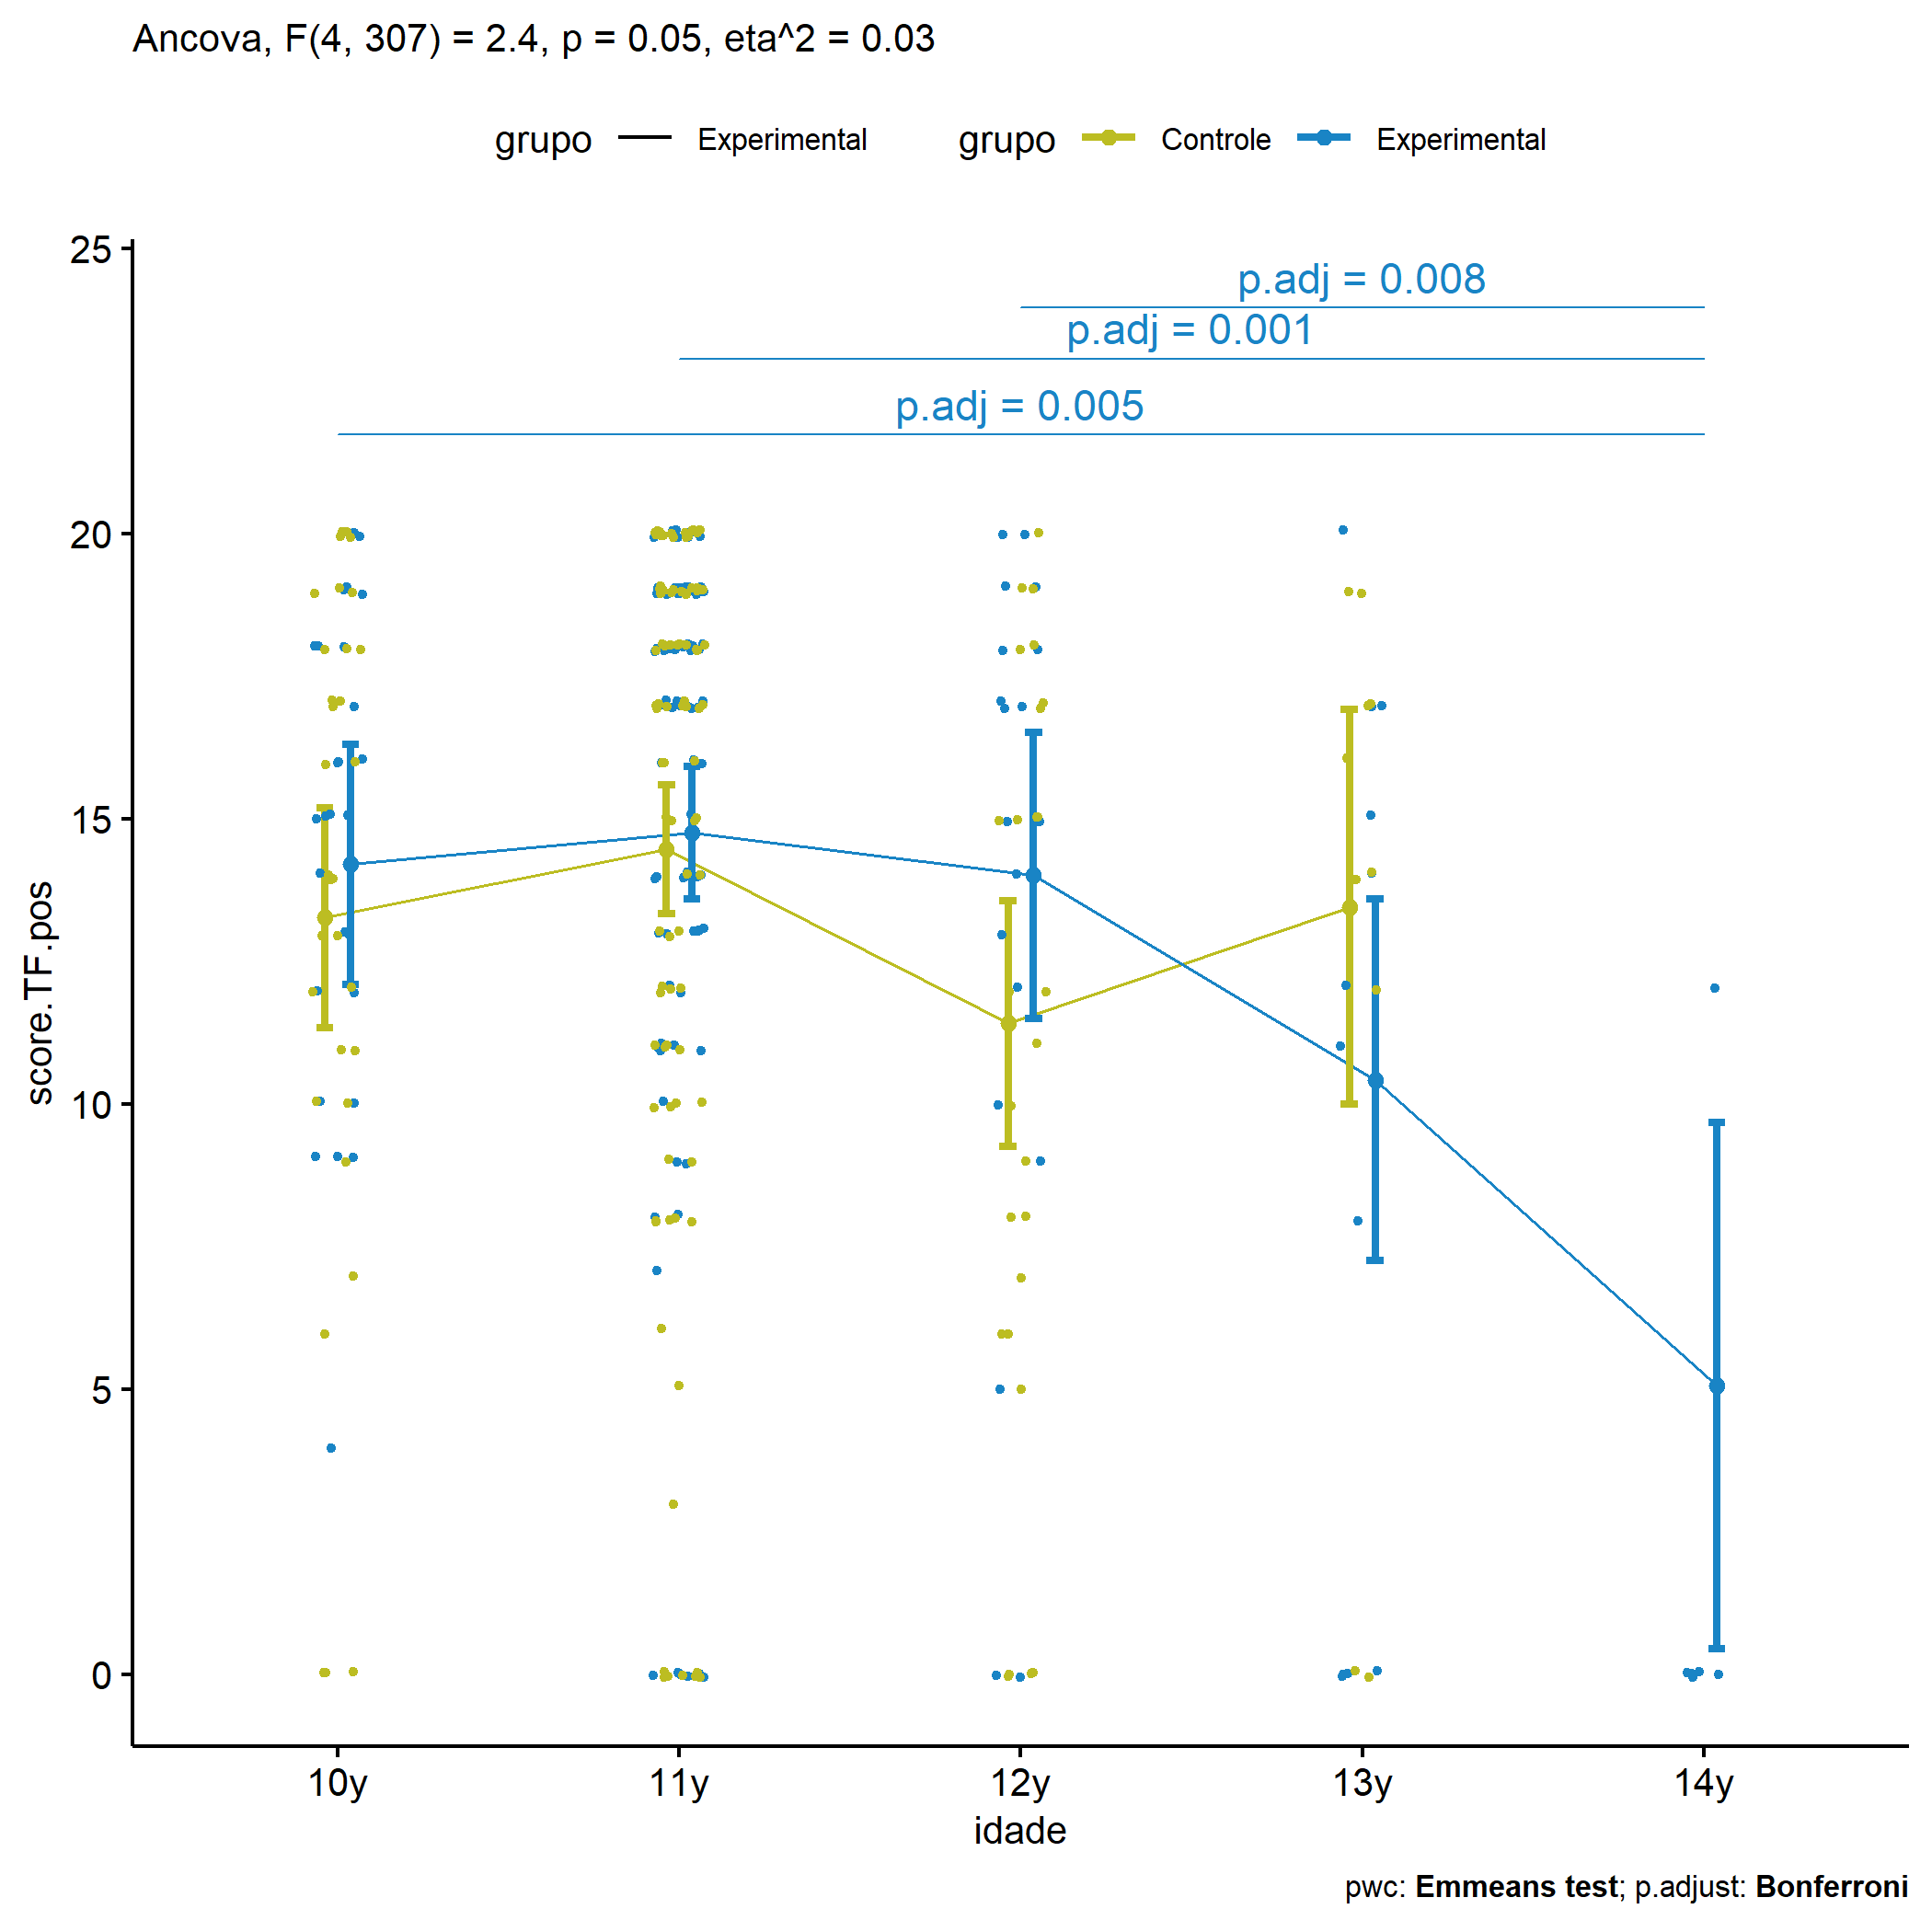 Ancova, F(4, 307) = 2.4, p = 0.05, eta^2 = 0.03
grupo Experimental grupo Controle Experimental
25
p.adj = 0.008
p.adj = 0.001
p.adj = 0.005
20
15
score.TF.pos
10
5
0
10y 11y 12y 13y 14y
idade
pwc: Emmeans test; p.adjust: Bonferroni